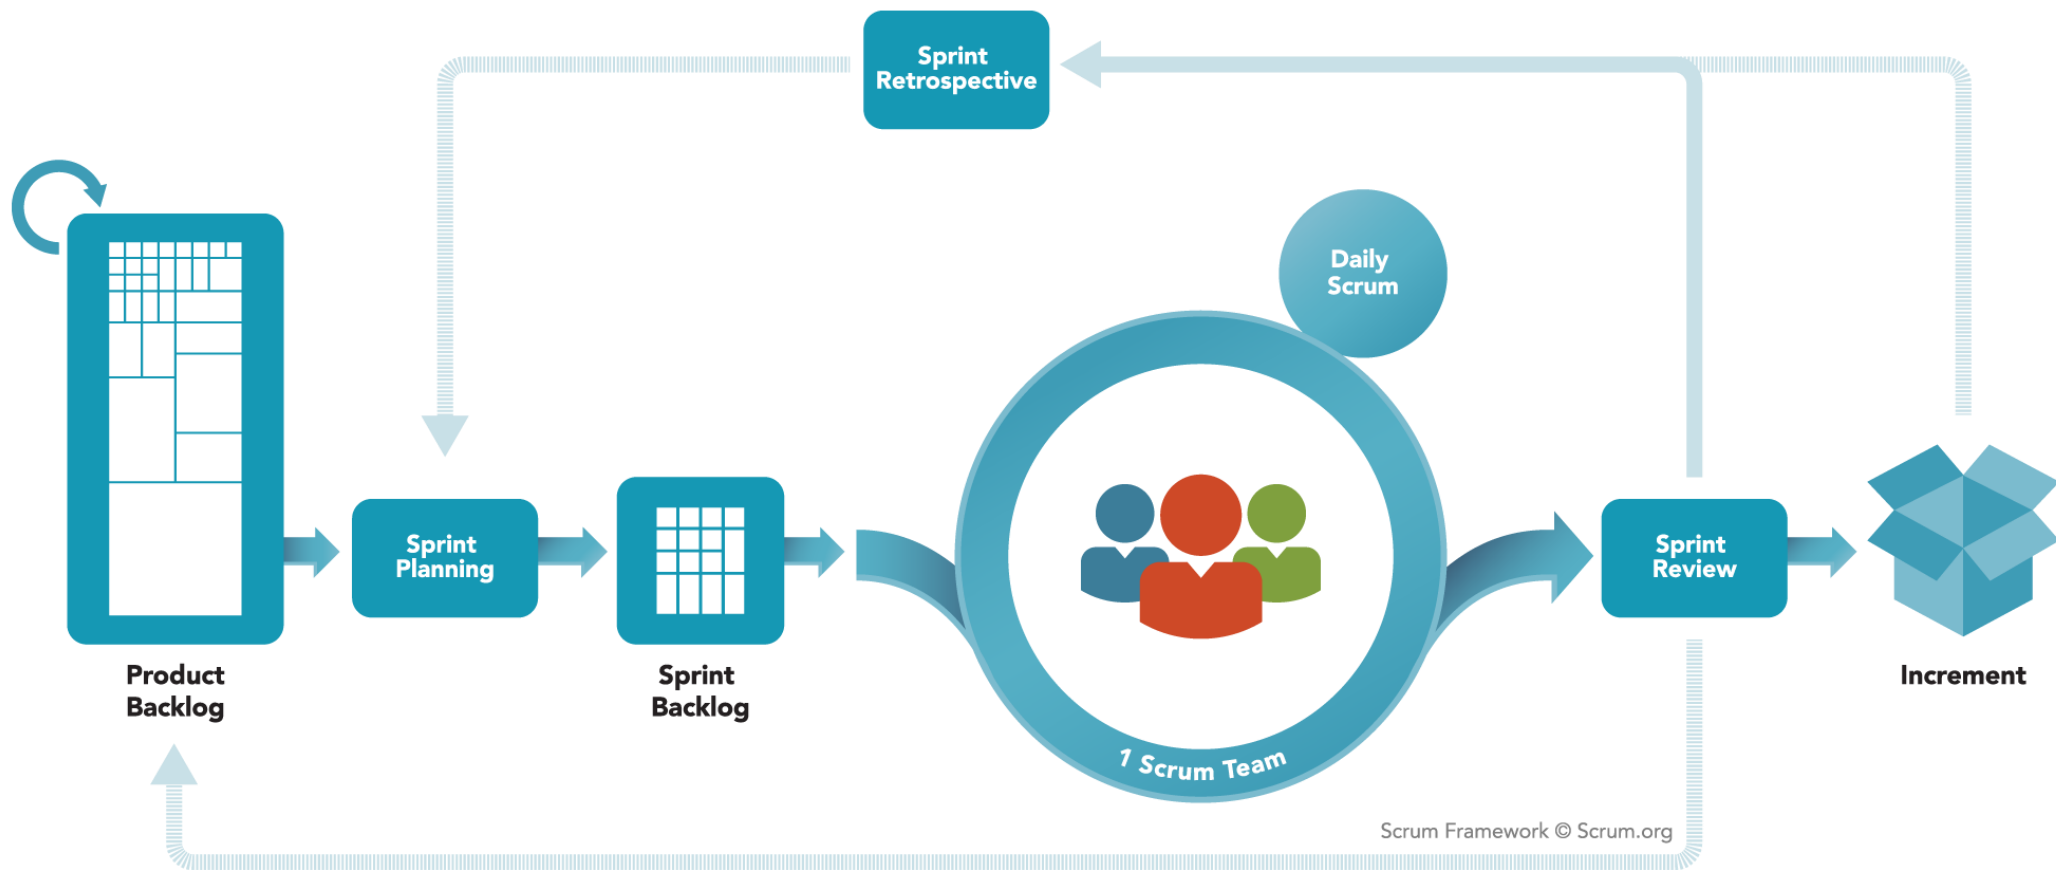 Sprint
Retrospective
Daily
Scrum
Sprint
Planning
Sprint
Review
Product
Backlog
Sprint
Backlog
Increment
1 Scrum Team
Scrum Framework © Scrum.org